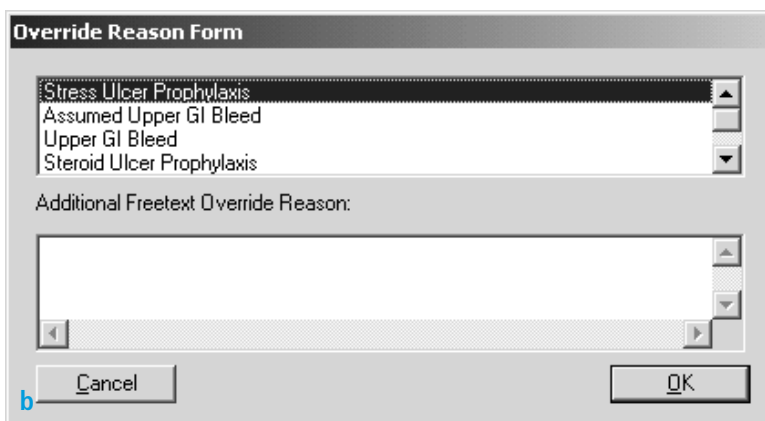 Override Reason Form
Stress Ulcer Prophylaxis
Assumed Upper GI Bleed
Upper GI Bleed
Steroid Ulcer Prophylaxis
Additional Freetext Override Reason:
Cancel
OK
b